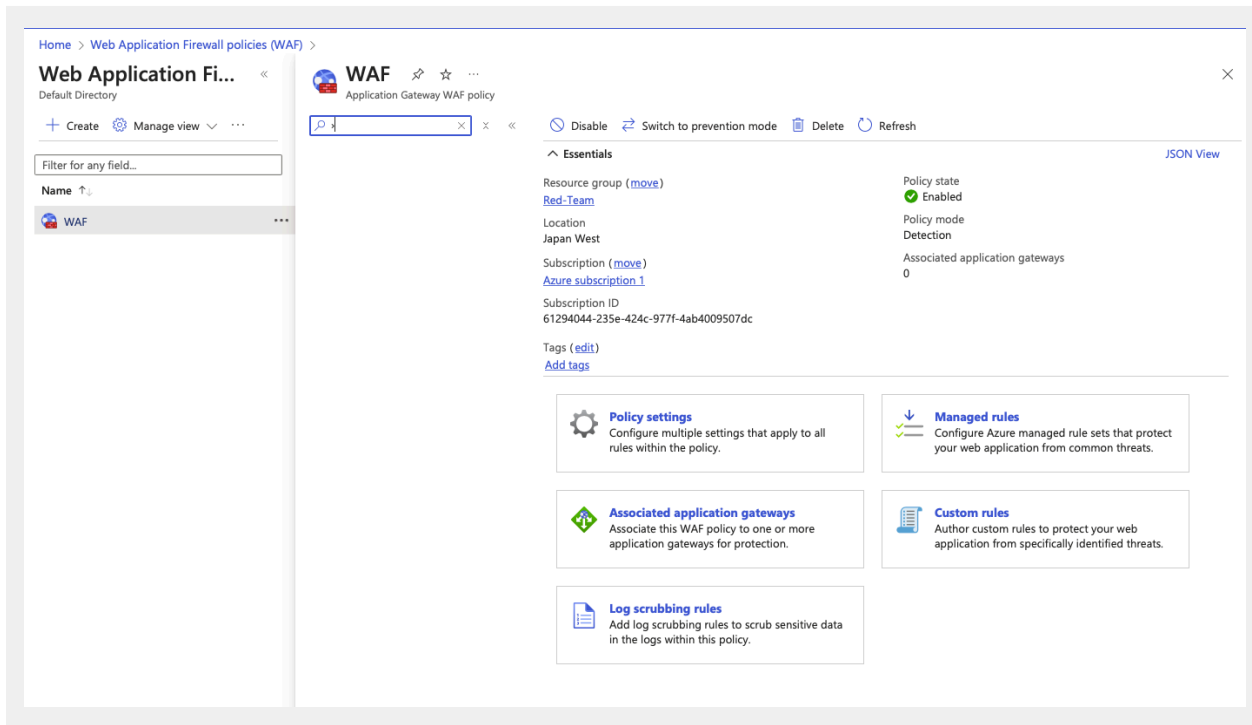 Home > Web Application Firewall policies (WAF) >
Web Application Fi... «
Default Directory
WAF ...
Application Gateway WAF policy
+ Create Manage view ...
Filter for any field...
Name ↑↓
WAF ...
Disable Switch to prevention mode Delete Refresh
Essentials JSON View
Resource group (move)
Red-Team
Location
Japan West
Subscription (move)
Azure subscription 1
Subscription ID
61294044-235e-424c-977f-4ab4009507dc
Tags (edit)
Add tags
Policy state
Enabled
Policy mode
Detection
Associated application gateways
0
Policy settings
Configure multiple settings that apply to all
rules within the policy.
Managed rules
Configure Azure managed rule sets that protect
your web application from common threats.
Associated application gateways
Associate this WAF policy to one or more
application gateways for protection.
Custom rules
Author custom rules to protect your web
application from specifically identified threats.
Log scrubbing rules
Add log scrubbing rules to scrub sensitive data
in the logs within this policy.